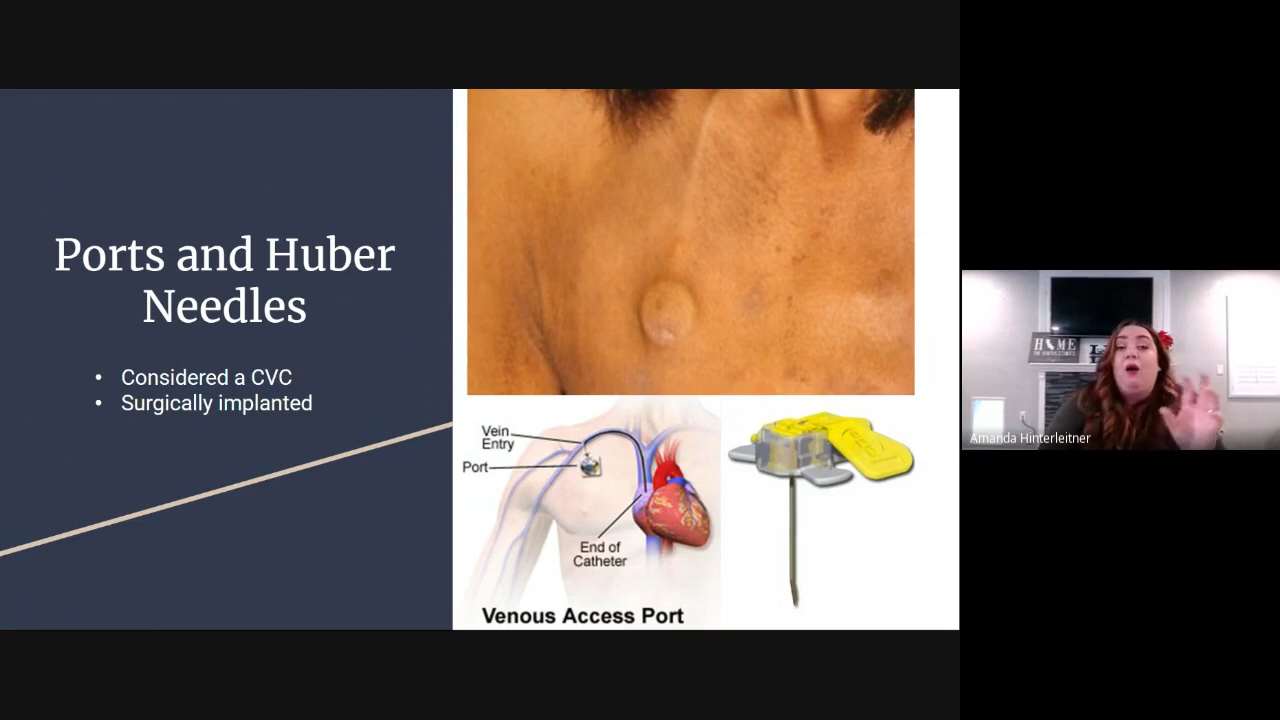 Ports and Huber
Needles
• Considered a CVC
• Surgically implanted
Vein
Entry
Port
End of
Catheter
Venous Access Port
HOME
Amanda Hinterleitner